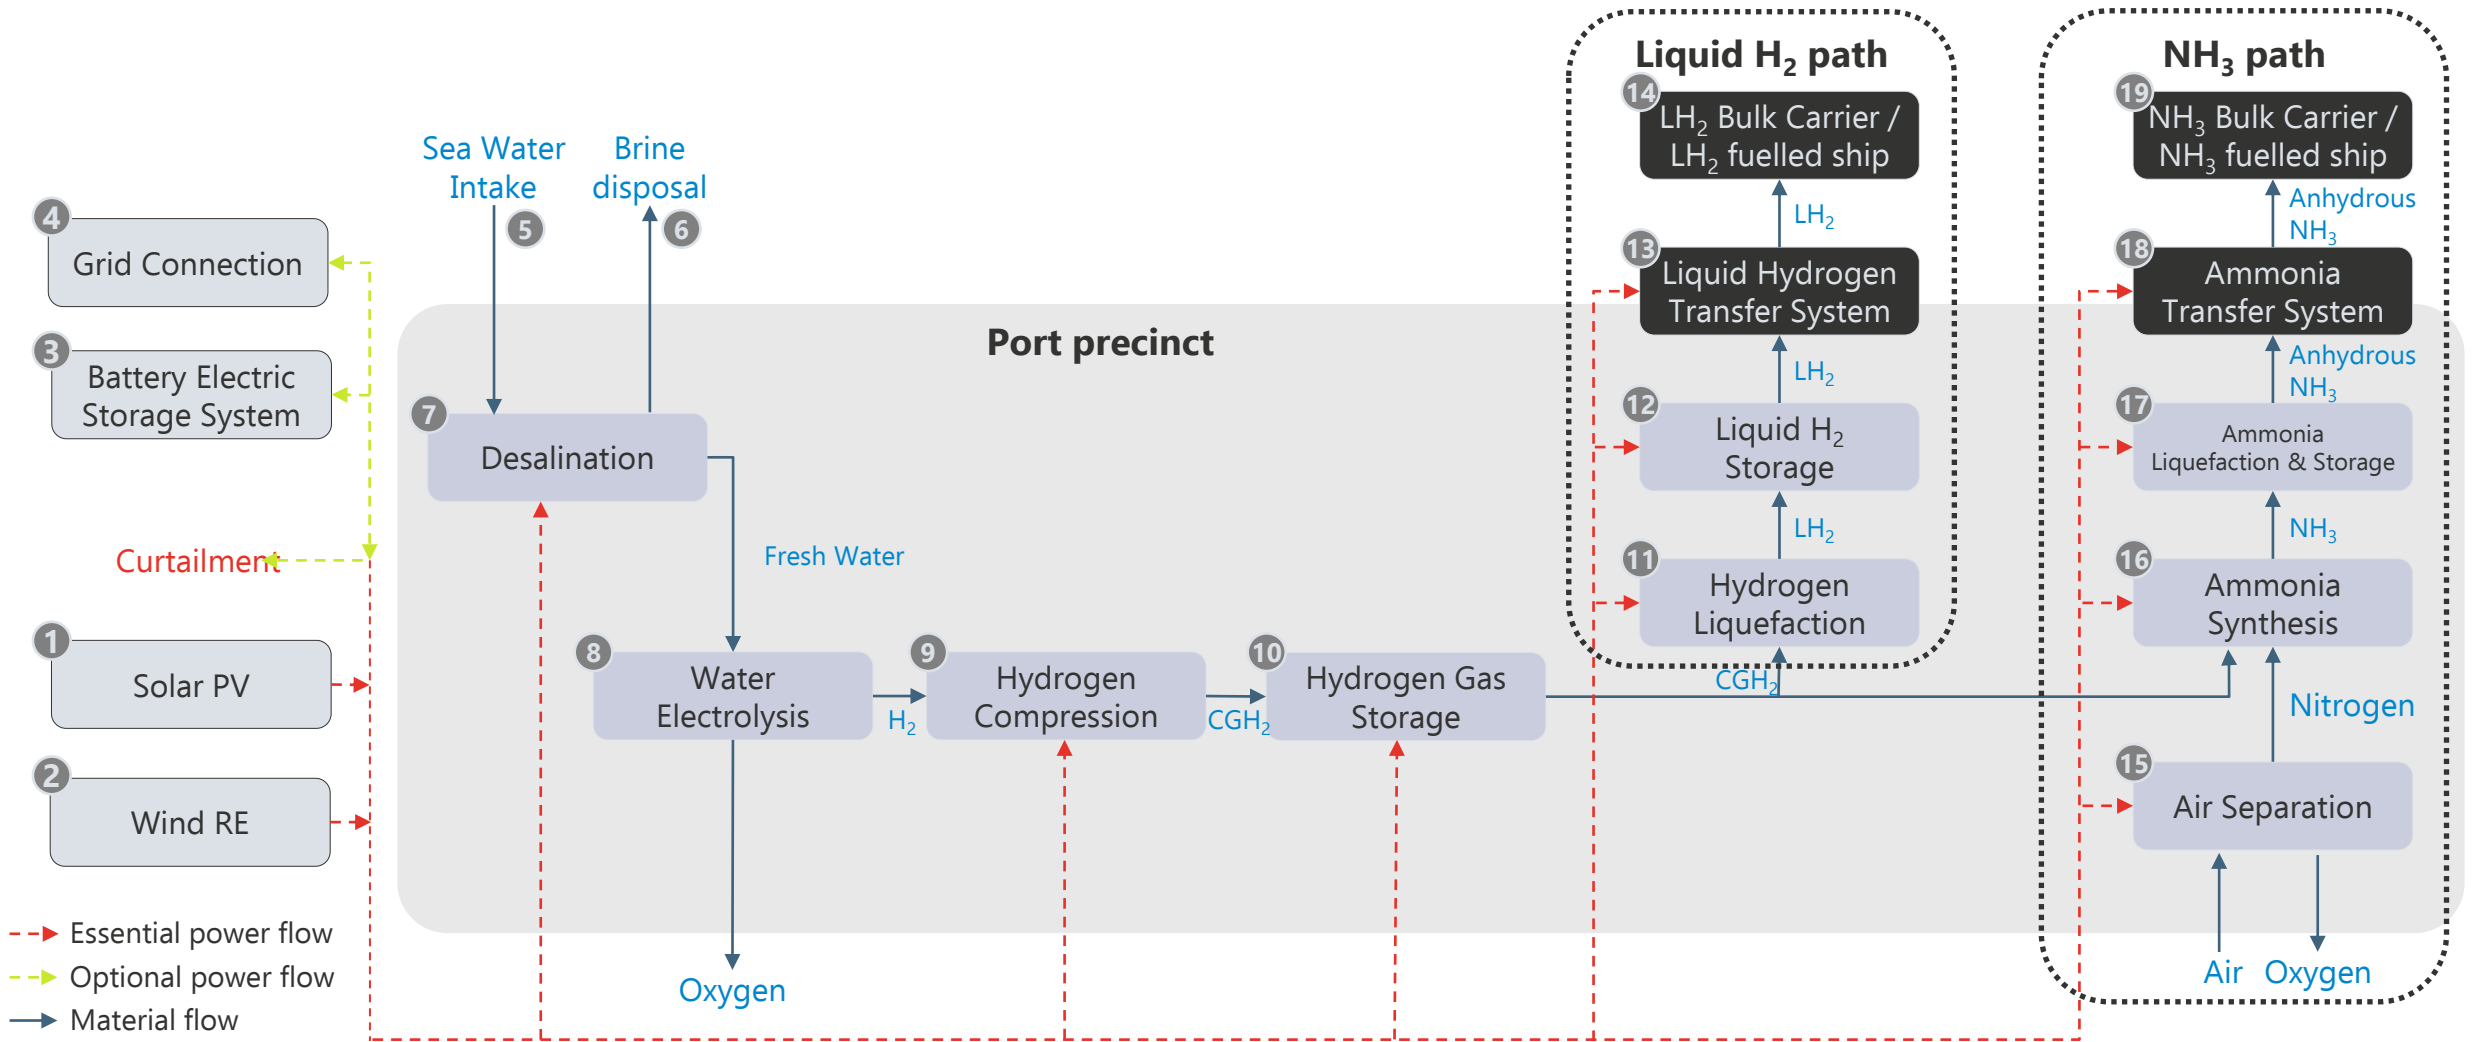 Liquid H₂ path
NH₃ path
14
LH₂ Bulk Carrier /
LH₂ fuelled ship
19
NH₃ Bulk Carrier /
NH₃ fuelled ship
Sea Water
Intake
5
Brine
disposal
6
LH₂
Anhydrous
NH₃
4
Grid Connection
13
Liquid Hydrogen
Transfer System
18
Ammonia
Transfer System
Port precinct
3
Battery Electric
Storage System
LH₂
Anhydrous
NH₃
7
Desalination
12
Liquid H₂
Storage
17
Ammonia
Liquefaction & Storage
Curtailment
Fresh Water
LH₂
NH₃
11
Hydrogen
Liquefaction
16
Ammonia
Synthesis
1
Solar PV
8
Water
Electrolysis
H₂
9
Hydrogen
Compression
CGH₂
10
Hydrogen Gas
Storage
CGH₂
Nitrogen
2
Wind RE
15
Air Separation
Essential power flow
Optional power flow
Material flow
Oxygen
Air
Oxygen